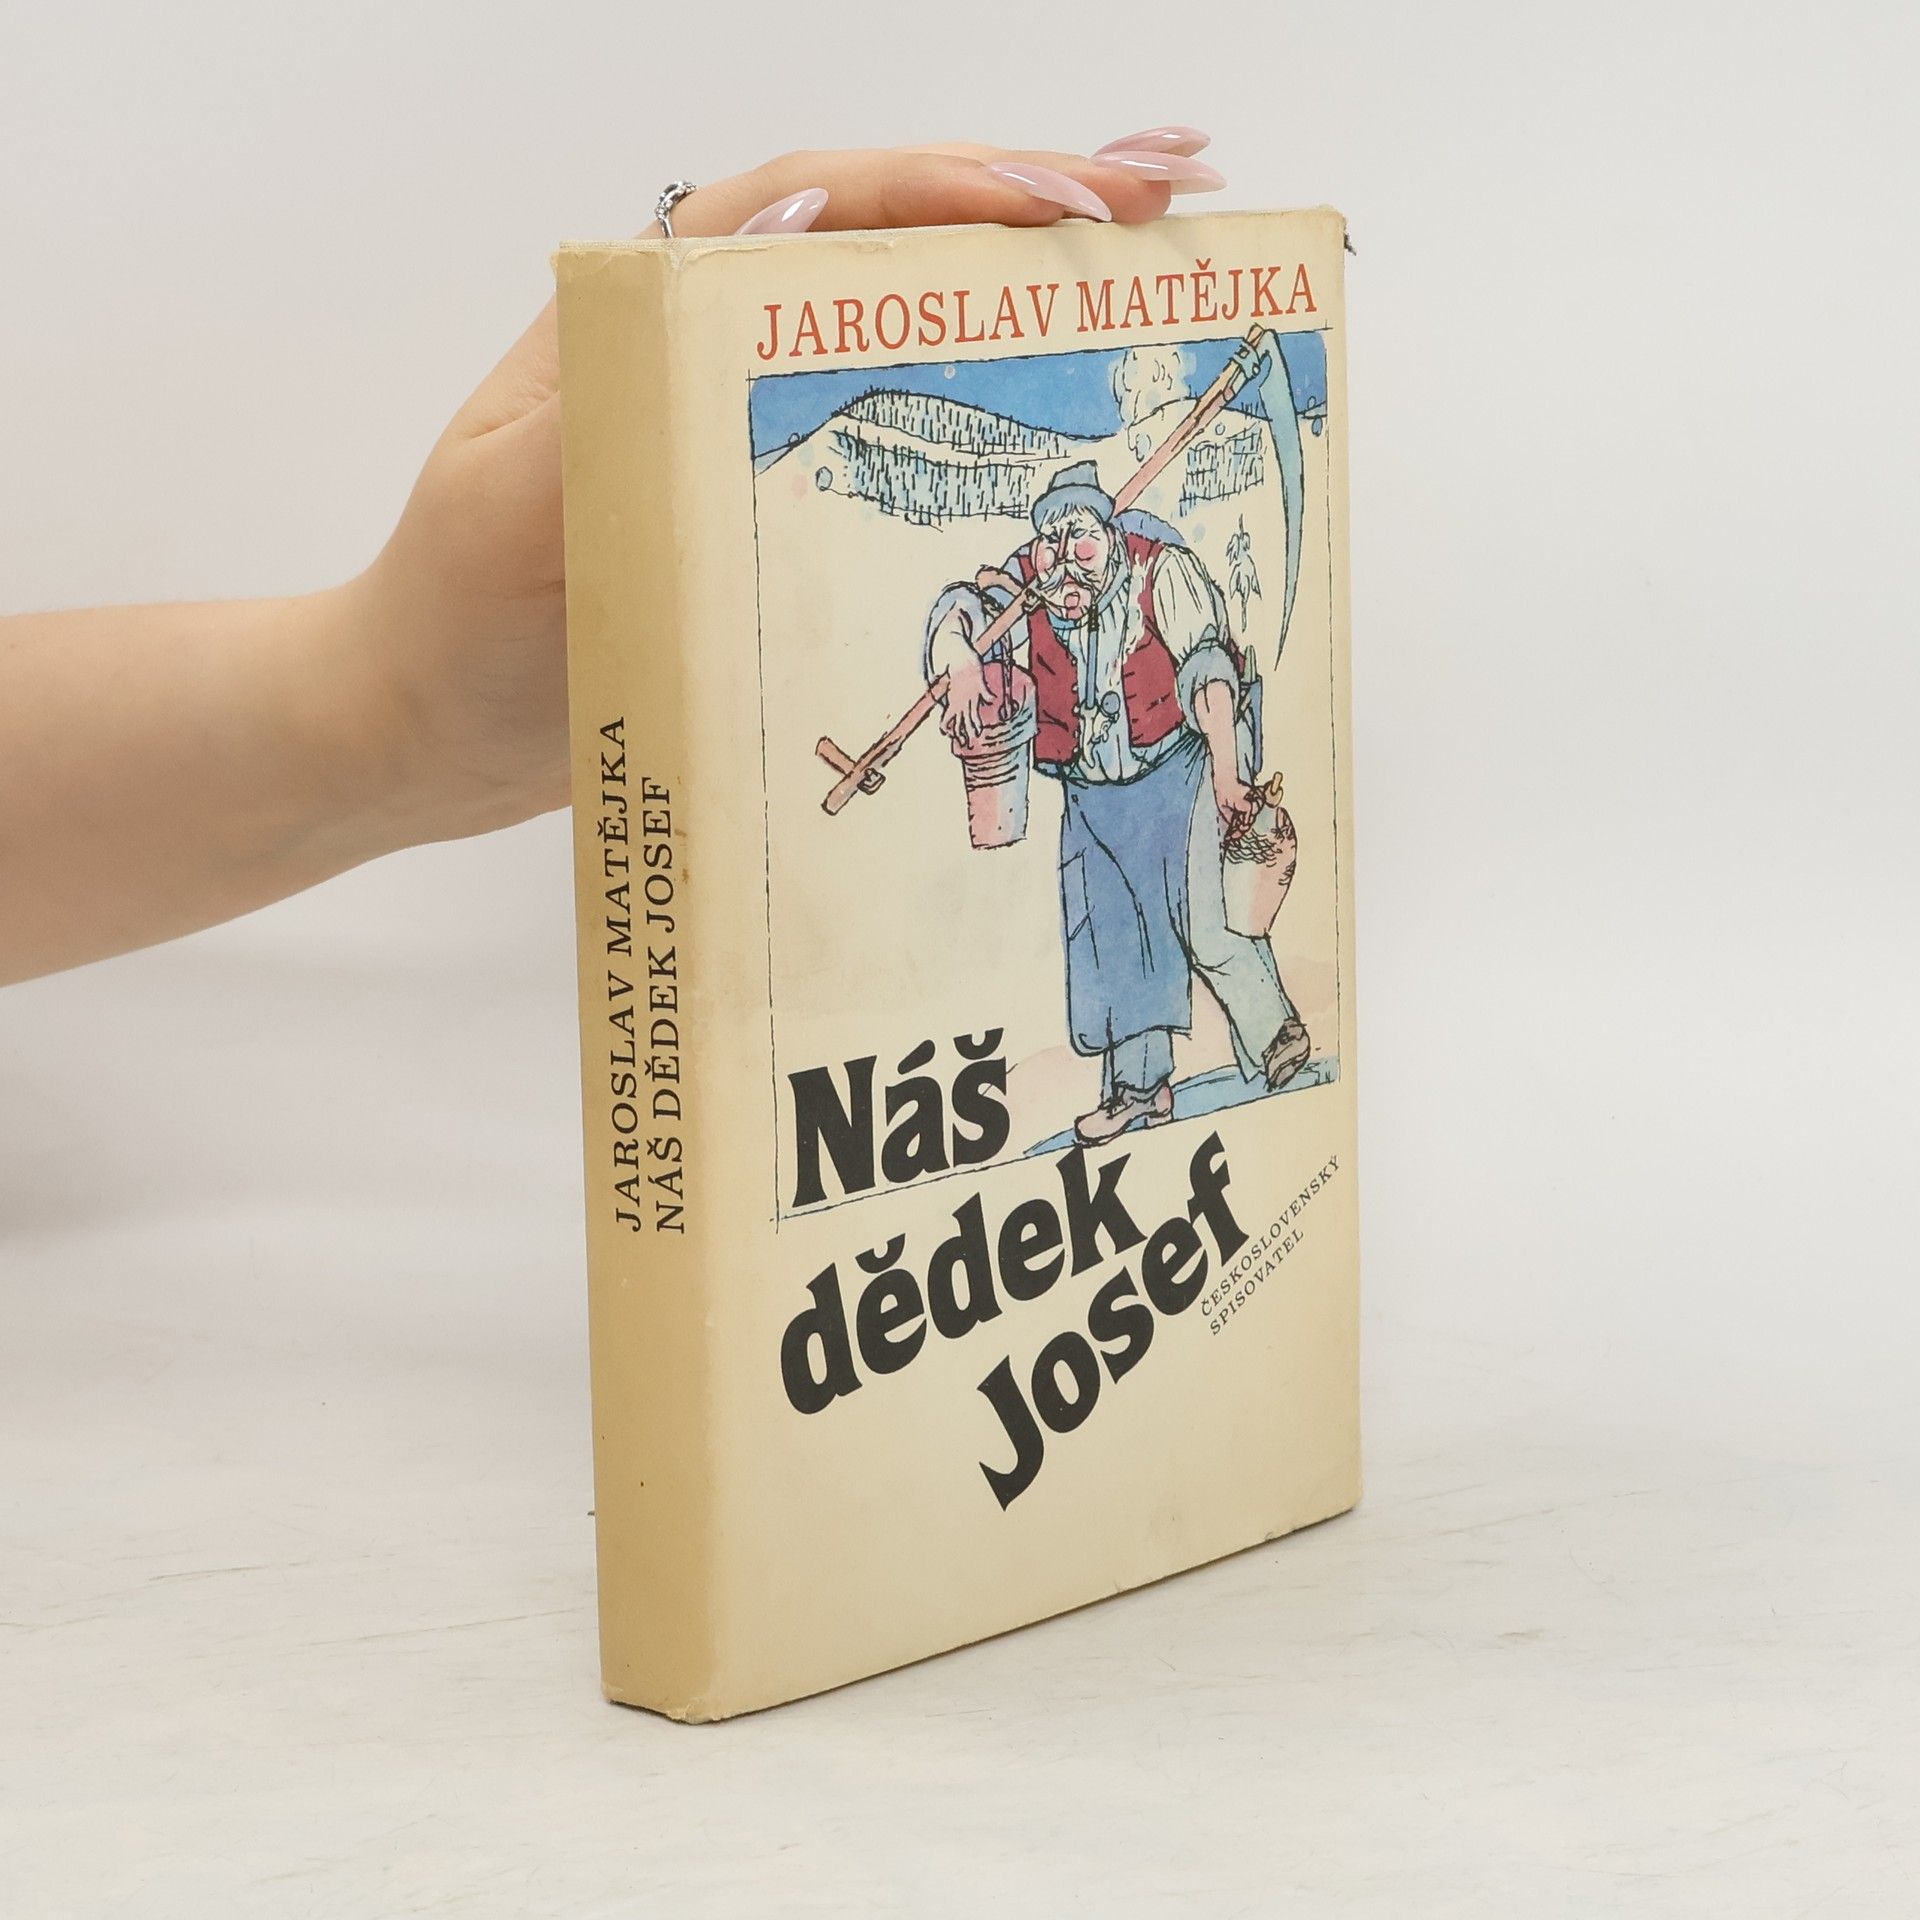 JAROSLAV MATĚJKA
NÁŠ DĚDEK JOSEF
JAROSLAV MATĚJKA
Náš
dědek
Josef
ČESKOSLOVENSKÝ
SPISOVATEL